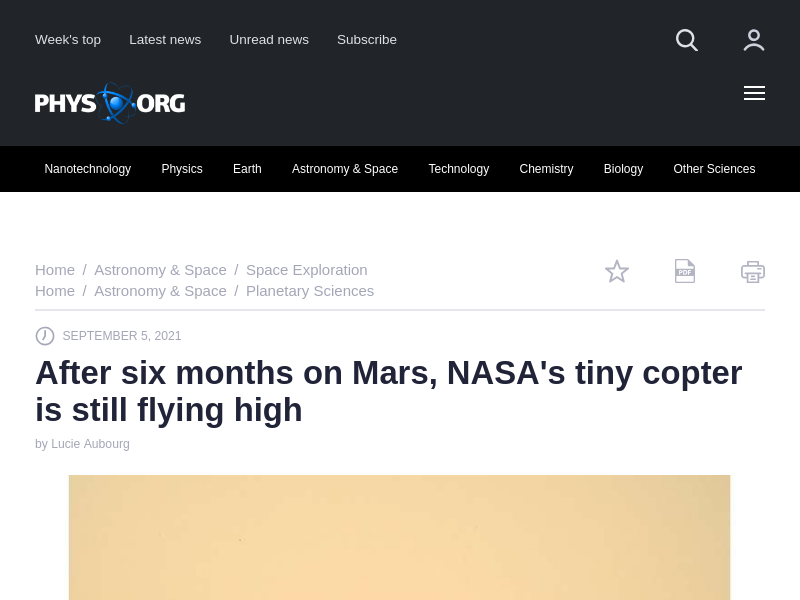 Week's top Latest news Unread news Subscribe
PHYS ORG
Nanotechnology Physics Earth Astronomy & Space Technology Chemistry Biology Other Sciences
Home / Astronomy & Space / Space Exploration
Home / Astronomy & Space / Planetary Sciences
PDF
SEPTEMBER 5, 2021
After six months on Mars, NASA's tiny copter
is still flying high
by Lucie Aubourg